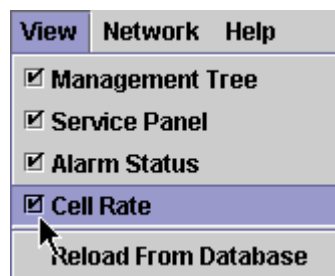 View Network Help
Management Tree
Service Panel
Alarm Status
Cell Rate
Reload From Database